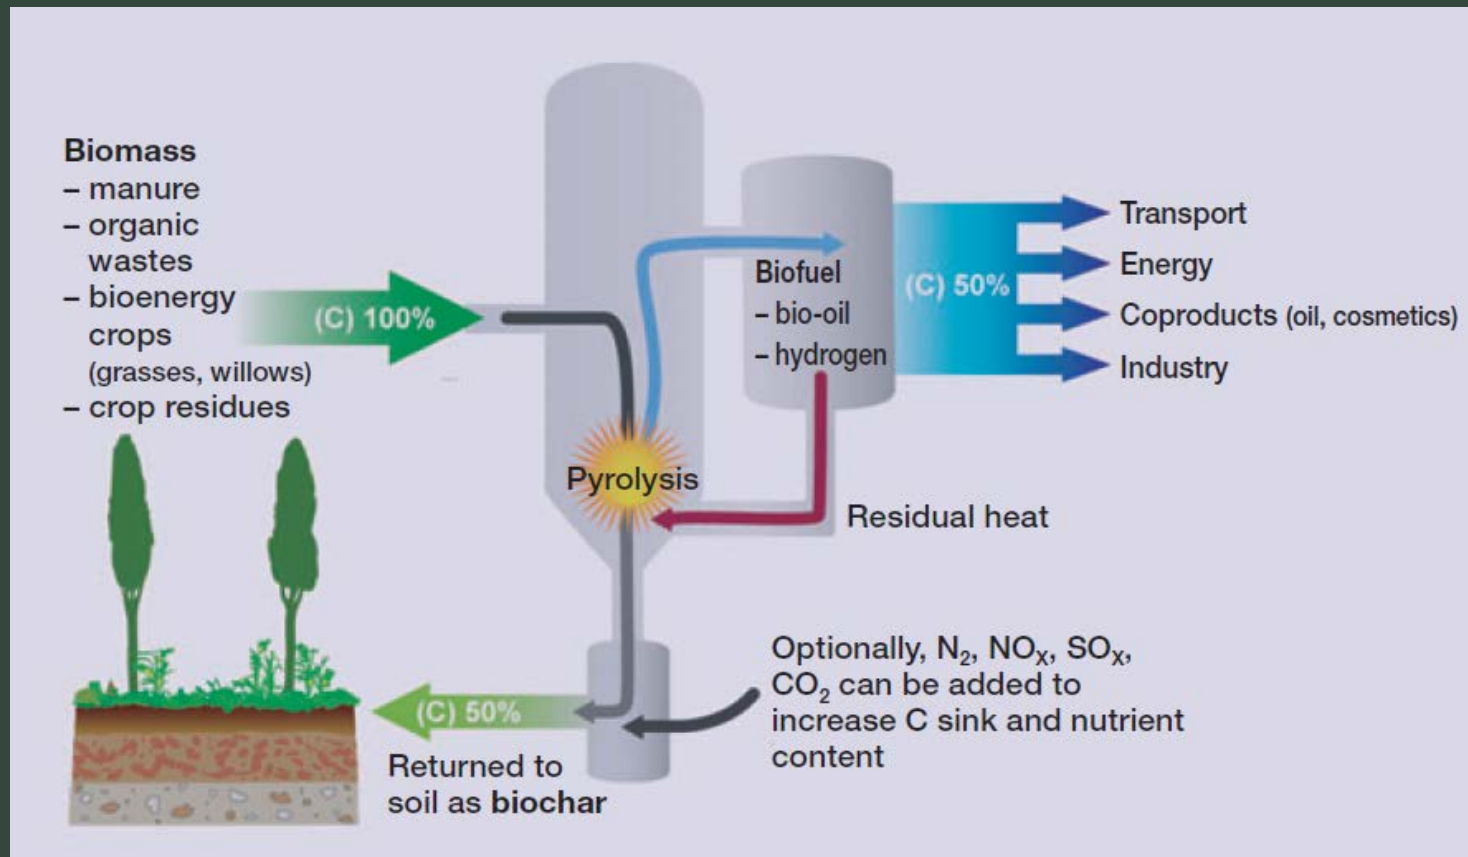 Biomass
– manure
– organic
wastes
– bioenergy
crops
(grasses, willows)
– crop residues
(C) 100%
Pyrolysis
Biofuel
– bio-oil
– hydrogen
(C) 50%
Transport
Energy
Coproducts (oil, cosmetics)
Industry
Residual heat
Optionally, N₂, NOₓ, SOₓ,
CO₂ can be added to
increase C sink and nutrient
content
(C) 50%
Returned to
soil as biochar